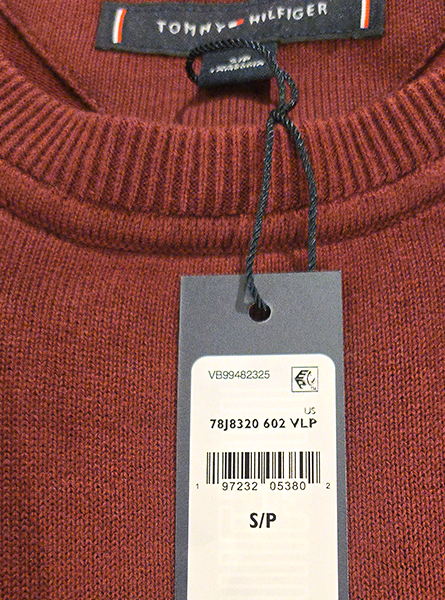 TOMMY HILFIGER
S/P
VB99482325
US
78J8320 602 VLP
1 97232 05380 2
S/P